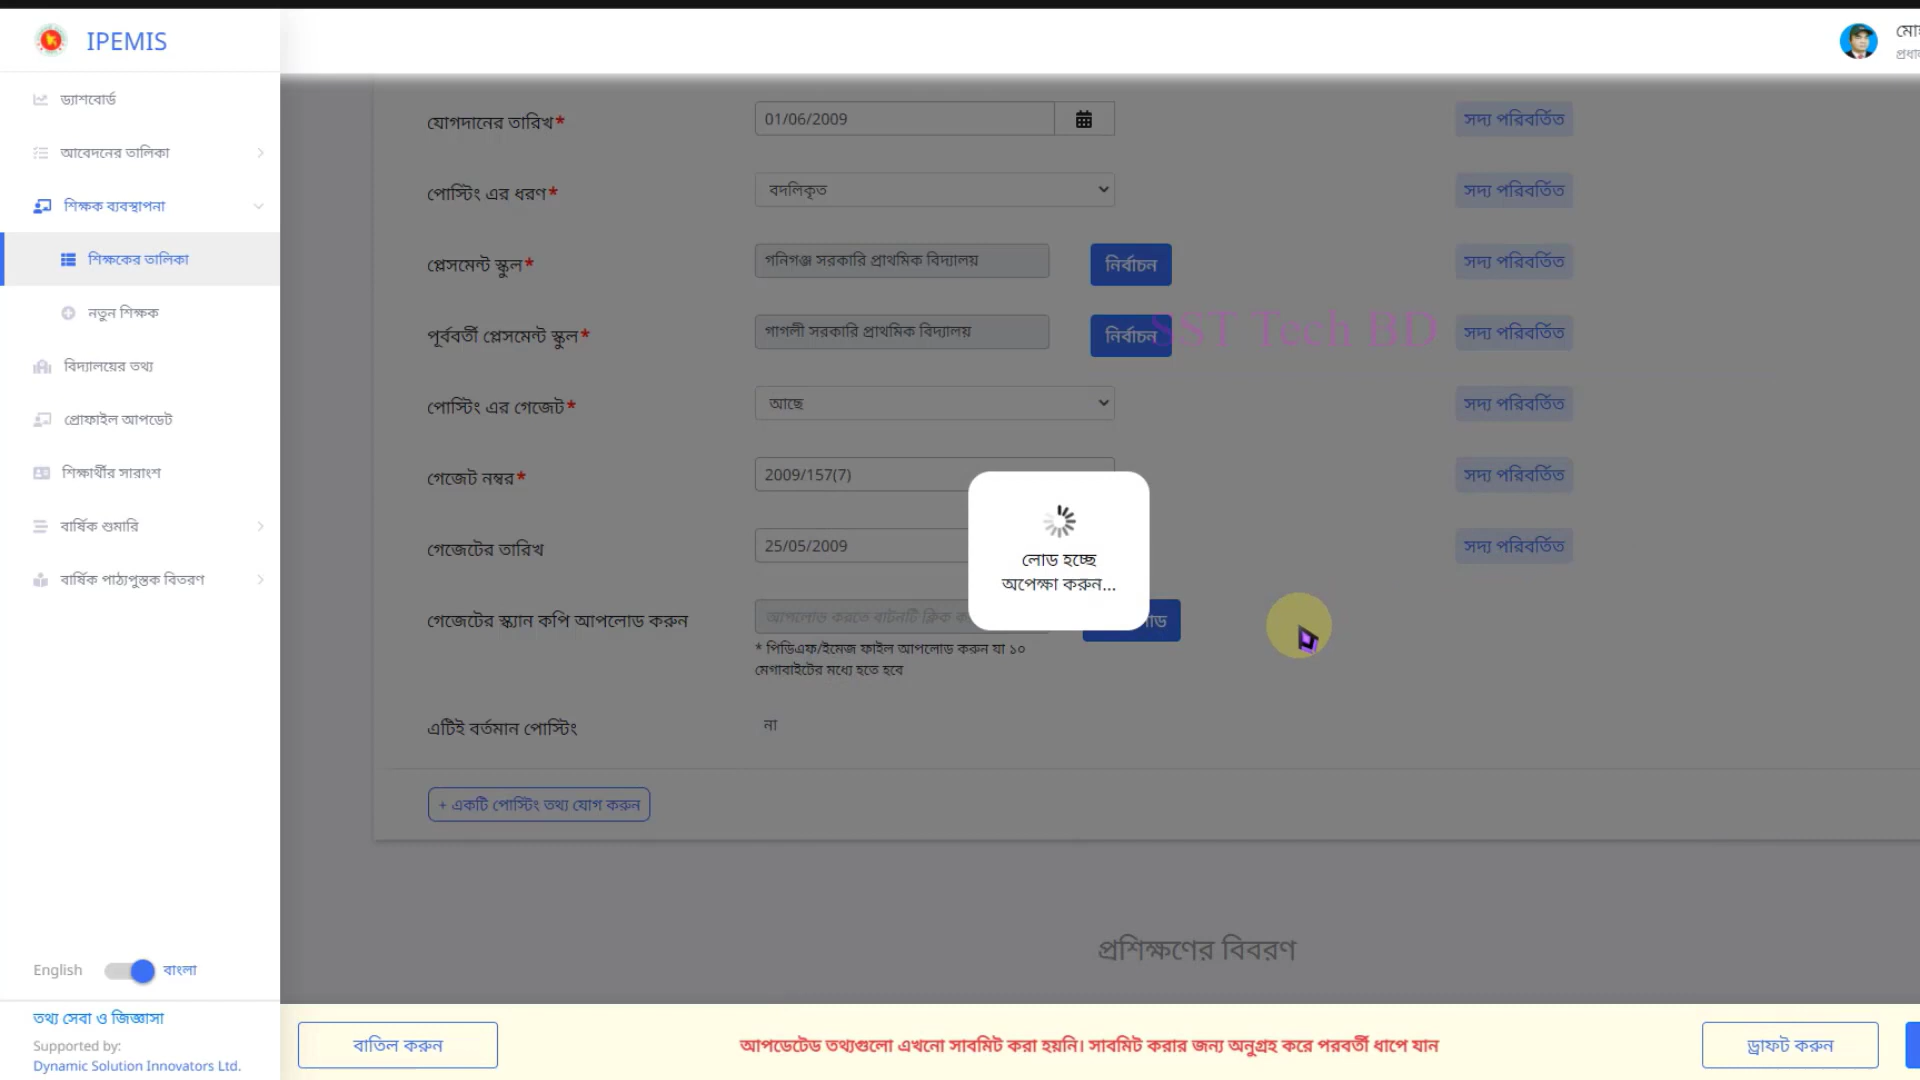 IPEMIS
ড্যাশবোর্ড
আবেদনের তালিকা
শিক্ষক ব্যবস্থাপনা
শিক্ষকের তালিকা
নতুন শিক্ষক
বিদ্যালয়ের তথ্য
প্রোফাইল আপডেট
শিক্ষার্থীর সারাংশ
বার্ষিক শুমারি
বার্ষিক পাঠ্যপুস্তক বিতরণ
English বাংলা
তথ্য সেবা ও জিজ্ঞাসা
Supported by:
Dynamic Solution Innovators Ltd.
যোগদানের তারিখ* 01/06/2009 সদ্য পরিবর্তিত
পোস্টিং এর ধরণ* বদলিকৃত সদ্য পরিবর্তিত
প্লেসমেন্ট স্কুল* গনিগঞ্জ সরকারি প্রাথমিক বিদ্যালয় নির্বাচন সদ্য পরিবর্তিত
পূর্ববর্তী প্লেসমেন্ট স্কুল* গাগলী সরকারি প্রাথমিক বিদ্যালয় নির্বাচন SST Tech BD সদ্য পরিবর্তিত
পোস্টিং এর গেজেট* আছে সদ্য পরিবর্তিত
গেজেট নম্বর* 2009/157(7) সদ্য পরিবর্তিত
গেজেটের তারিখ 25/05/2009 সদ্য পরিবর্তিত
লোড হচ্ছে
অপেক্ষা করুন...
গেজেটের স্ক্যান কপি আপলোড করুন আপলোড করতে বাটনটি ক্লিক
* পিডিএফ/ইমেজ ফাইল আপলোড করুন যা ১০
মেগাবাইটের মধ্যে হতে হবে
এটিই বর্তমান পোস্টিং না
+ একটি পোস্টিং তথ্য যোগ করুন
প্রশিক্ষণের বিবরণ
বাতিল করুন আপডেটেড তথ্যগুলো এখনো সাবমিট করা হয়নি। সাবমিট করার জন্য অনুগ্রহ করে পরবর্তী ধাপে যান ড্রাফট করুন